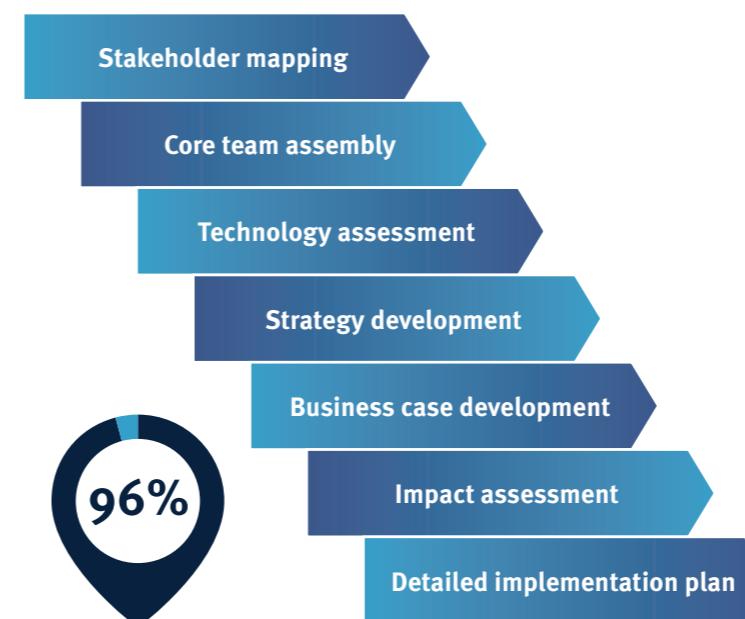 Stakeholder mapping
Core team assembly
Technology assessment
Strategy development
Business case development
96%
Impact assessment
Detailed implementation plan